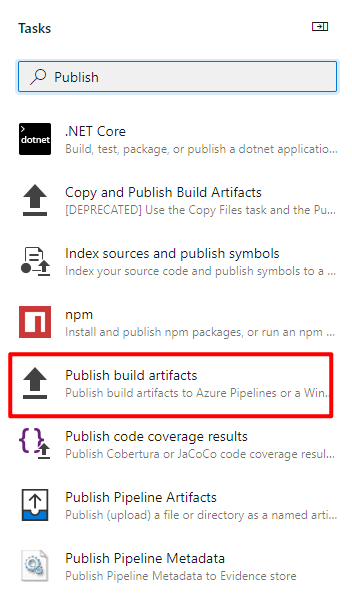 Tasks
Publish
.NET Core
dotnet
Build, test, package, or publish a dotnet applicatio...
Copy and Publish Build Artifacts
[DEPRECATED] Use the Copy Files task and the Pu...
Index sources and publish symbols
Index your source code and publish symbols to a ...
npm
Install and publish npm packages, or run an npm ...
Publish build artifacts
Publish build artifacts to Azure Pipelines or a Win...
Publish code coverage results
Publish Cobertura or JaCoCo code coverage resul...
Publish Pipeline Artifacts
Publish (upload) a file or directory as a named arti...
Publish Pipeline Metadata
Publish Pipeline Metadata to Evidence store